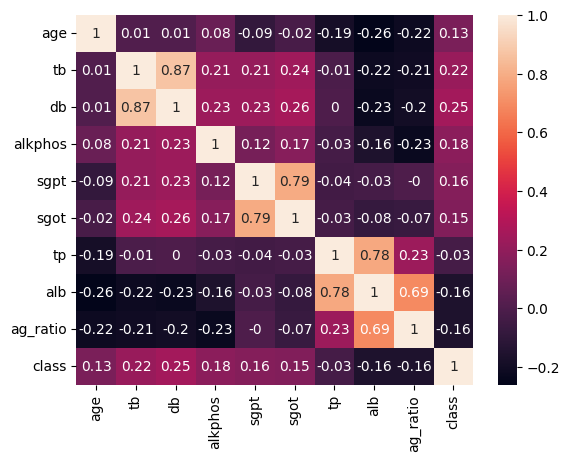 age 1 0.01 0.01 0.08 -0.09 -0.02 -0.19 -0.26 -0.22 0.13
tb 0.01 1 0.87 0.21 0.21 0.24 -0.01 -0.22 -0.21 0.22
db 0.01 0.87 1 0.23 0.23 0.26 0 -0.23 -0.2 0.25
alkphos 0.08 0.21 0.23 1 0.12 0.17 -0.03 -0.16 -0.23 0.18
sgpt -0.09 0.21 0.23 0.12 1 0.79 -0.04 -0.03 -0 0.16
sgot -0.02 0.24 0.26 0.17 0.79 1 -0.03 -0.08 -0.07 0.15
tp -0.19 -0.01 0 -0.03 -0.04 -0.03 1 0.78 0.23 -0.03
alb -0.26 -0.22 -0.23 -0.16 -0.03 -0.08 0.78 1 0.69 -0.16
ag_ratio -0.22 -0.21 -0.2 -0.23 -0 -0.07 0.23 0.69 1 -0.16
class 0.13 0.22 0.25 0.18 0.16 0.15 -0.03 -0.16 -0.16 1
age tb db alkphos sgpt sgot tp alb ag_ratio class
1.0
0.8
0.6
0.4
0.2
0.0
−0.2